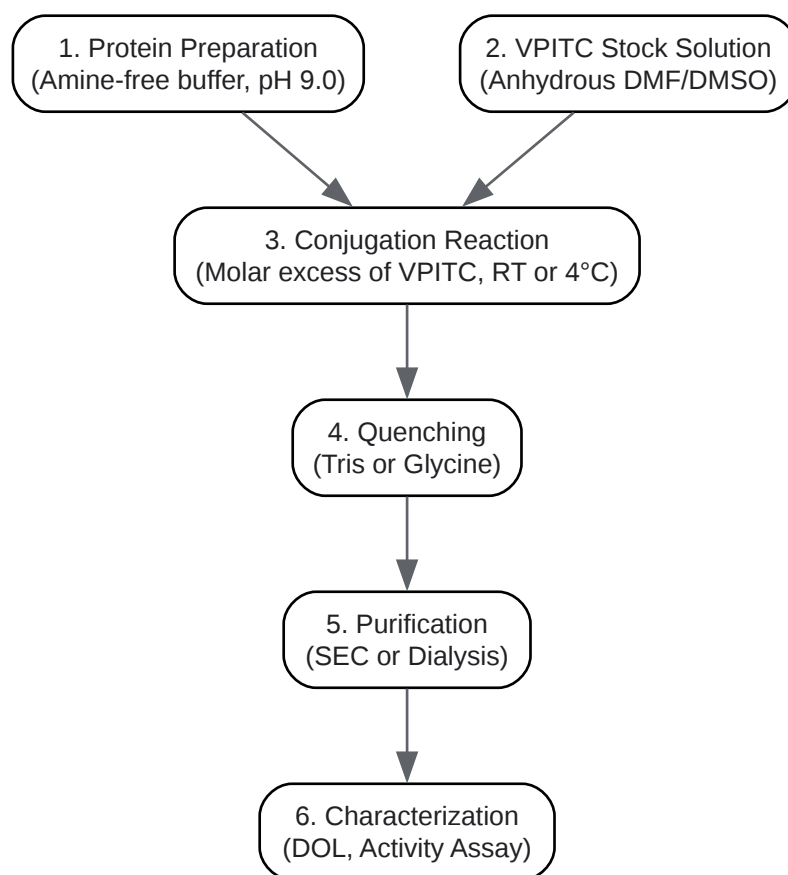 1. Protein Preparation
(Amine-free buffer, pH 9.0)
2. VPITC Stock Solution
(Anhydrous DMF/DMSO)
3. Conjugation Reaction
(Molar excess of VPITC, RT or 4°C)
4. Quenching
(Tris or Glycine)
5. Purification
(SEC or Dialysis)
6. Characterization
(DOL, Activity Assay)